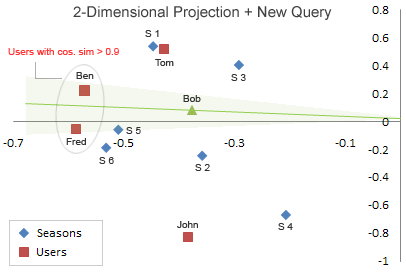 2-Dimensional Projection + New Query
0.8
S 1
Users with cos. sim > 0.9
Tom
0.6
S 3
0.4
Ben
Bob
0.2
0
-0.7
Fred
S 5
-0.5
-0.3
-0.1
S 6
S 2
-0.2
-0.4
John
S 4
-0.6
-0.8
Seasons
Users
-1